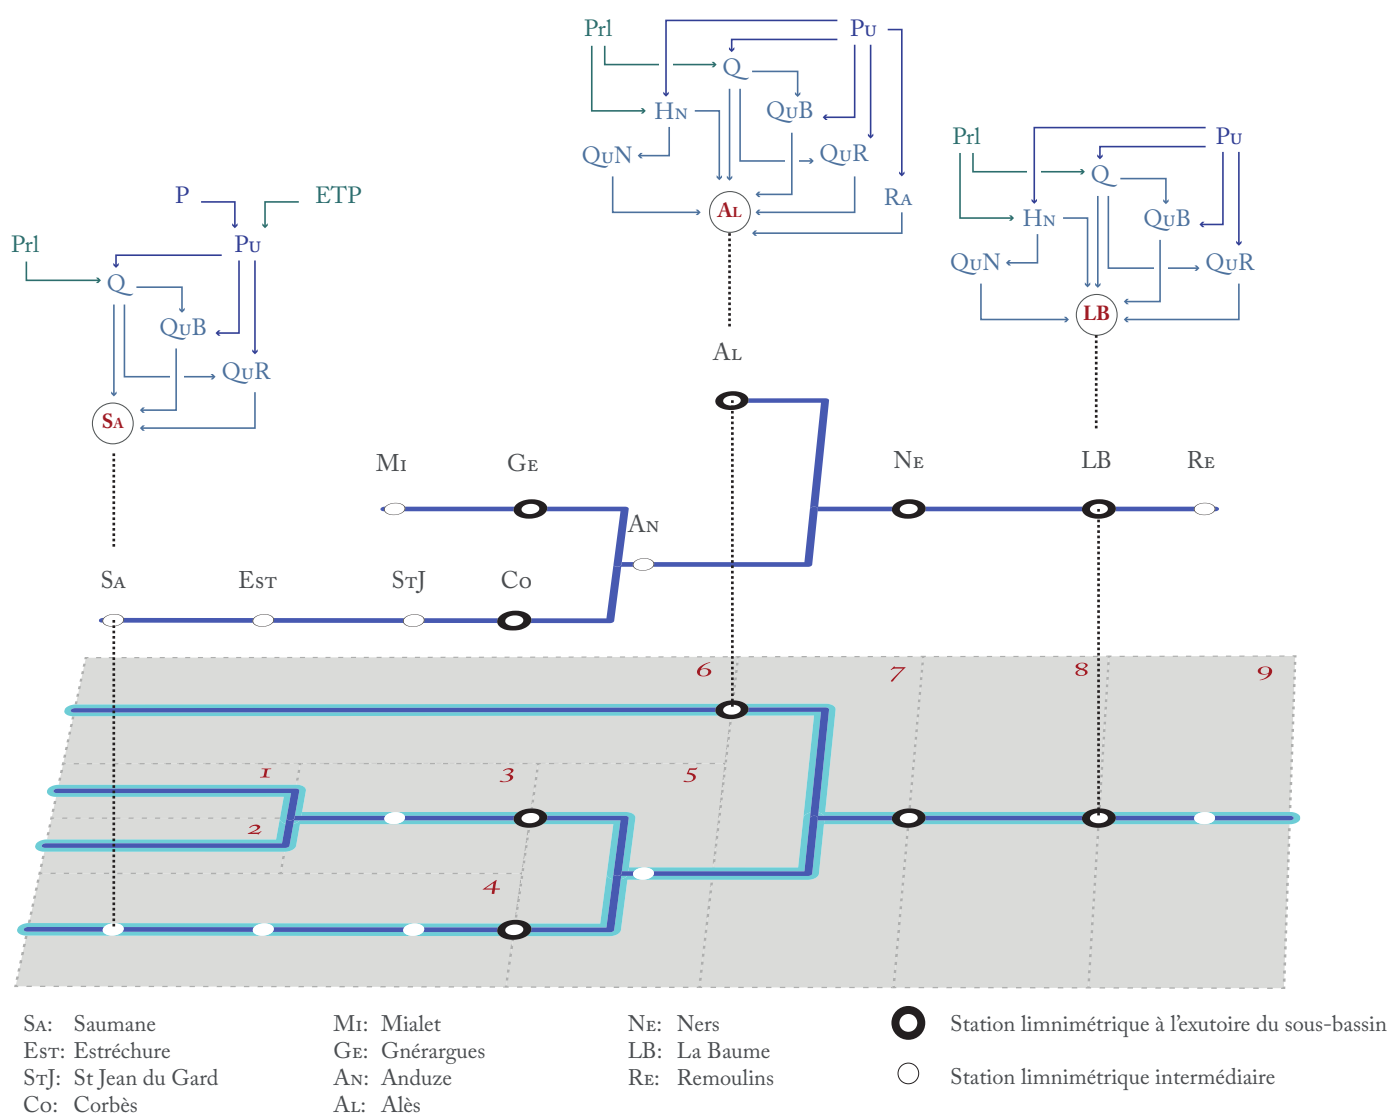 Prl
Pu
Q
Hn
QuB
QuN
QuR
Ra
Al
Prl
Pu
Q
Hn
QuB
QuN
QuR
LB
P
ETP
Prl
Pu
Q
QuB
QuR
Sa
Al
Mi
Ge
Ne
LB
Re
An
Sa
Est
StJ
Co
6
7
8
9
1
3
5
2
4
Sa: Saumane
Est: Estréchure
StJ: St Jean du Gard
Co: Corbès
Mi: Mialet
Ge: Gnérargues
An: Anduze
Al: Alès
Ne: Ners
LB: La Baume
Re: Remoulins
Station limnimétrique à l'exutoire du sous-bassin
Station limnimétrique intermédiaire